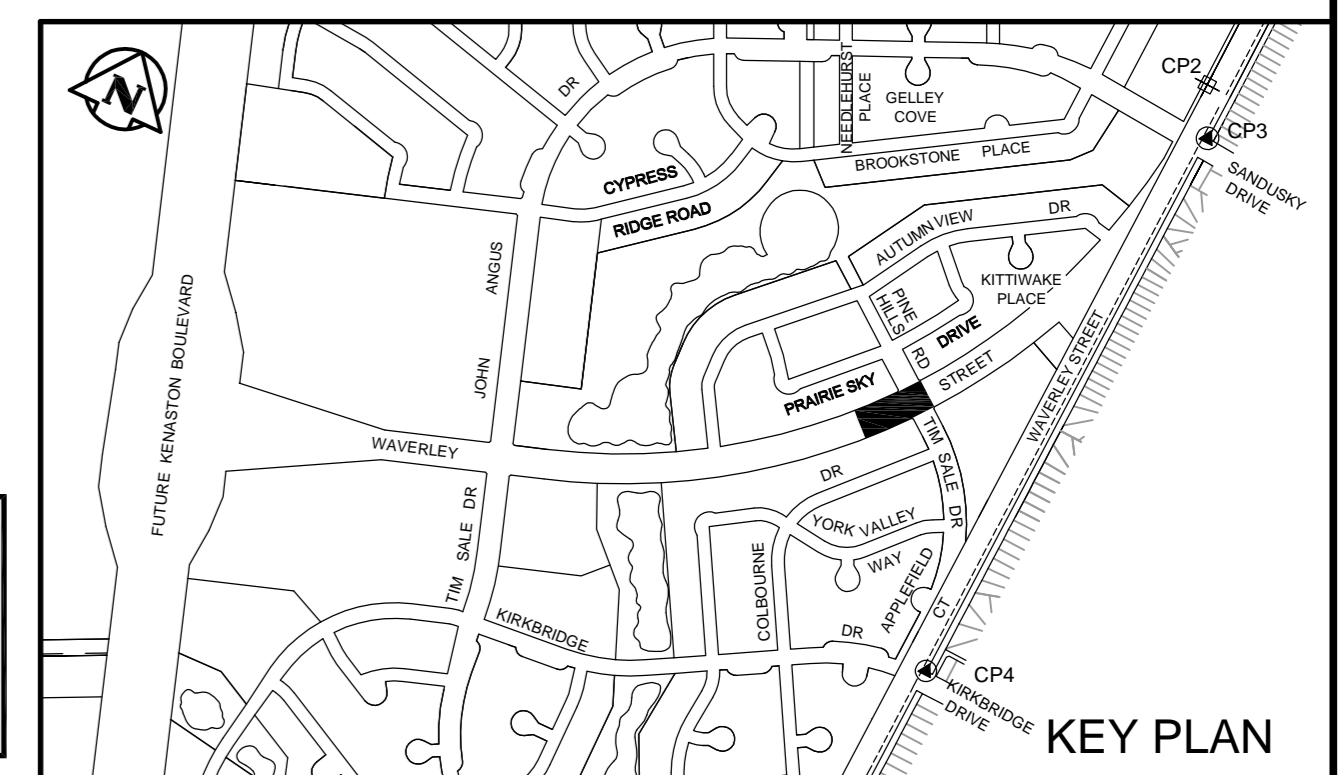 N
DR
NEEDLEHURST
PLACE
GELLEY
COVE
CP2
CP3
SANDUSKY
DRIVE
BROOKSTONE PLACE
CYPRESS
RIDGE ROAD
AUTUMNVIEW DR
KITTIWAKE
PLACE
PINE
HILLS
RD
PRAIRIE SKY DRIVE
STREET
WAVERLEY STREET
JOHN ANGUS
FUTURE KENASTON BOULEVARD
WAVERLEY
TIM SALE DR
DR
YORK VALLEY
WAY
TIM SALE DR
COLBOURNE
APPLEFIELD
CT
KIRKBRIDGE
DR
CP4
KIRKBRIDGE
DRIVE
KEY PLAN